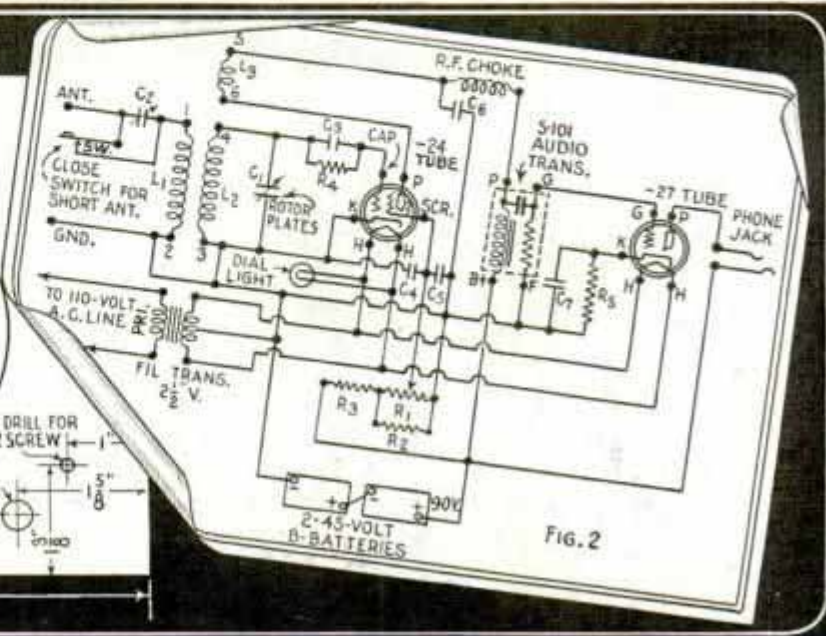 5
R.F. CHOKE
L3
6
C6
ANT.
C2
1
4
C3
CAP
-24
TUBE
S-101
AUDIO
TRANS.
SW.
CLOSE
SWITCH FOR
SHORT ANT.
L1
L2
C1
R4
ROTOR
PLATES
P
K
SCR.
H
H
P
G
-27 TUBE
G
P
PHONE
JACK
K
H
H
GND.
2
3
DIAL
LIGHT
C4
C5
B+
F
C7
R5
TO 110-VOLT
A.C. LINE
PRI.
FIL TRANS.
2 1/2 V.
R3
R1
R2
DRILL FOR
SCREW
1"
1 5/8"
90V.
2-45-VOLT
B-BATTERIES
FIG. 2